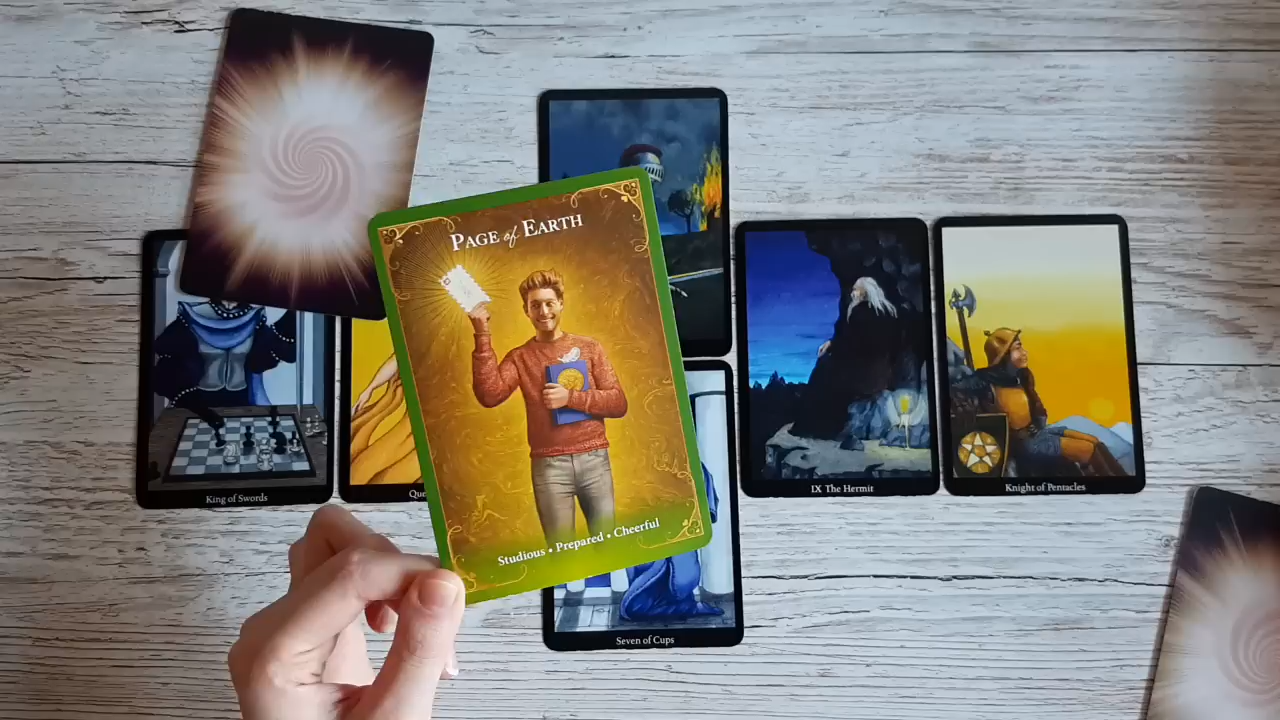 PAGE of EARTH
Studious • Prepared • Cheerful
King of Swords
IX The Hermit
Knight of Pentacles
Seven of Cups